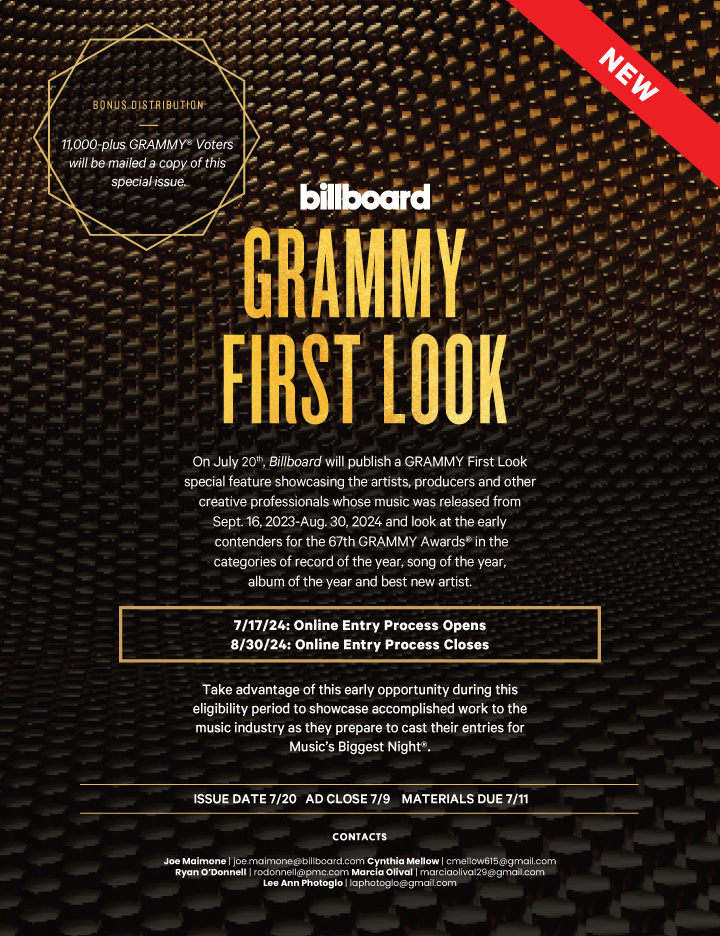 NEW
BONUS DISTRIBUTION
11,000-plus GRAMMY® Voters
will be mailed a copy of this
special issue.
billboard
GRAMMY
FIRST LOOK
On July 20th, Billboard will publish a GRAMMY First Look
special feature showcasing the artists, producers and other
creative professionals whose music was released from
Sept. 16, 2023-Aug. 30, 2024 and look at the early
contenders for the 67th GRAMMY Awards® in the
categories of record of the year, song of the year,
album of the year and best new artist.
7/17/24: Online Entry Process Opens
8/30/24: Online Entry Process Closes
Take advantage of this early opportunity during this
eligibility period to showcase accomplished work to the
music industry as they prepare to cast their entries for
Music's Biggest Night®.
ISSUE DATE 7/20 AD CLOSE 7/9 MATERIALS DUE 7/11
CONTACTS
Joe Maimone | joe.maimone@billboard.com Cynthia Mellow | cmellow615@gmail.com
Ryan O'Donnell | rodonnell@pmc.com Marcia Olival | marciaolival29@gmail.com
Lee Ann Photoglo | laphotoglo@gmail.com